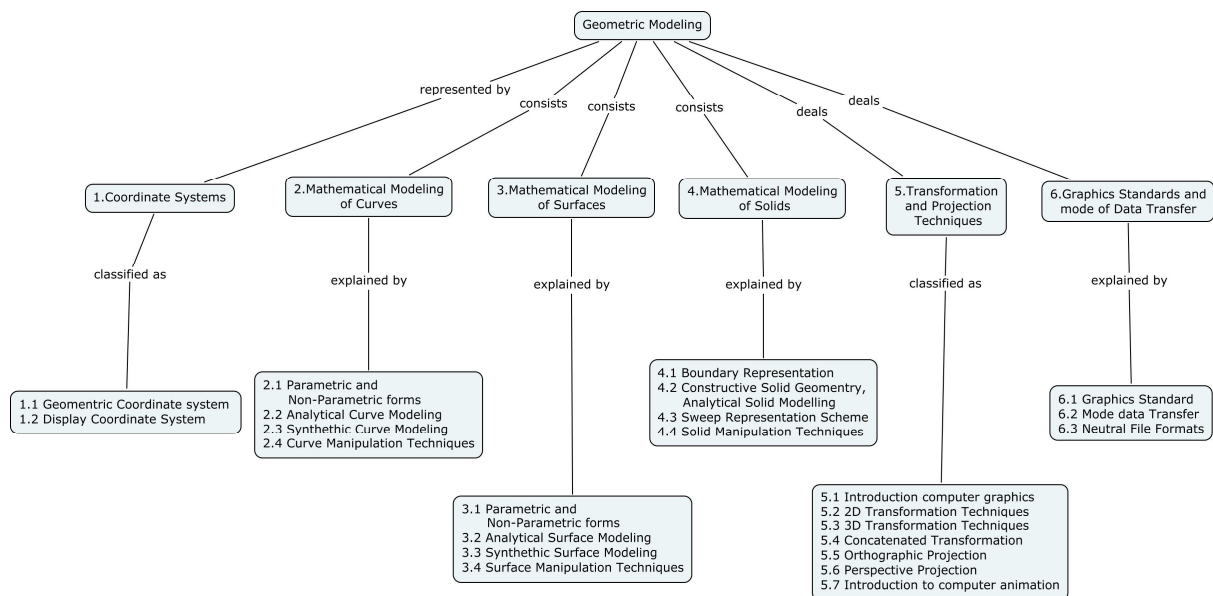 Geometric Modeling
represented by
consists
consists
consists
deals
deals
1.Coordinate Systems
2.Mathematical Modeling
of Curves
3.Mathematical Modeling
of Surfaces
4.Mathematical Modeling
of Solids
5.Transformation
and Projection
Techniques
6.Graphics Standards and
mode of Data Transfer
classified as
explained by
explained by
explained by
classified as
explained by
1.1 Geomentric Coordinate system
1.2 Display Coordinate System
2.1 Parametric and
Non-Parametric forms
2.2 Analytical Curve Modeling
2.3 Synthethic Curve Modeling
2.4 Curve Manipulation Techniques
3.1 Parametric and
Non-Parametric forms
3.2 Analytical Surface Modeling
3.3 Synthethic Surface Modeling
3.4 Surface Manipulation Techniques
4.1 Boundary Representation
4.2 Constructive Solid Geomertry,
Analytical Solid Modelling
4.3 Sweep Representation Scheme
4.4 Solid Manipulation Techniques
5.1 Introduction computer graphics
5.2 2D Transformation Techniques
5.3 3D Transformation Techniques
5.4 Concatenated Transformation
5.5 Orthographic Projection
5.6 Perspective Projection
5.7 Introduction to computer animation
6.1 Graphics Standard
6.2 Mode data Transfer
6.3 Neutral File Formats